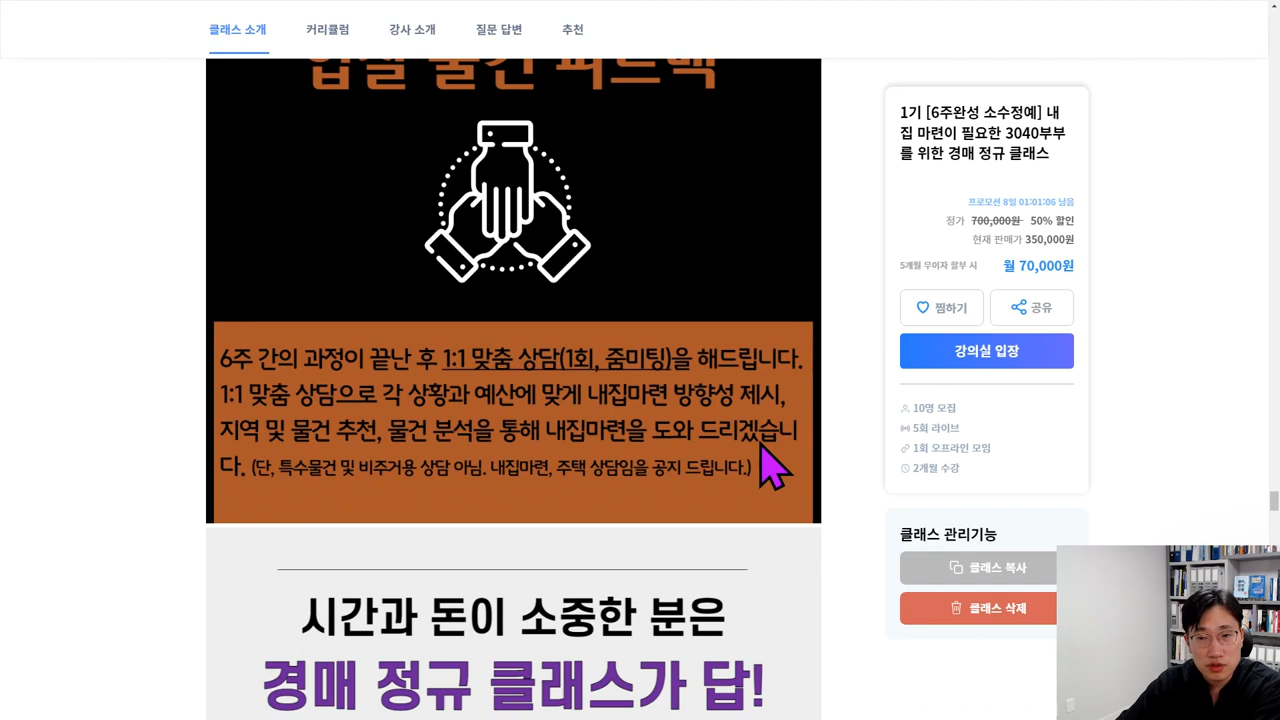 클래스 소개 커리큘럼 강사 소개 질문 답변 추천
입찰 물건 피드백
6주 간의 과정이 끝난 후 1:1 맞춤 상담(1회, 줌미팅)을 해드립니다.
1:1 맞춤 상담으로 각 상황과 예산에 맞게 내집마련 방향성 제시,
지역 및 물건 추천, 물건 분석을 통해 내집마련을 도와 드리겠습니
다. (단, 특수물건 및 비주거용 상담 아님. 내집마련, 주택 상담임을 공지 드립니다.)
시간과 돈이 소중한 분은
경매 정규 클래스가 답!
1기 [6주완성 소수정예] 내
집 마련이 필요한 3040부부
를 위한 경매 정규 클래스
프로모션 8일 01:01:06 남음
정가 700,000원 50% 할인
현재 판매가 350,000원
5개월 무이자 할부 시 월 70,000원
찜하기 공유
강의실 입장
10명 모집
5회 라이브
1회 오프라인 모임
2개월 수강
클래스 관리기능
클래스 복사
클래스 삭제